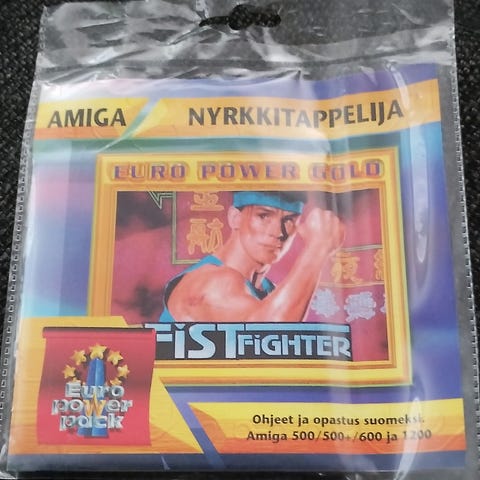 AMIGA
NYRKKITAPPELIJA
EURO POWER GOLD
FiSTFiGHTER
Euro
power
pack
Ohjeet ja opastus suomeksi.
Amiga 500/500+/600 ja 1200